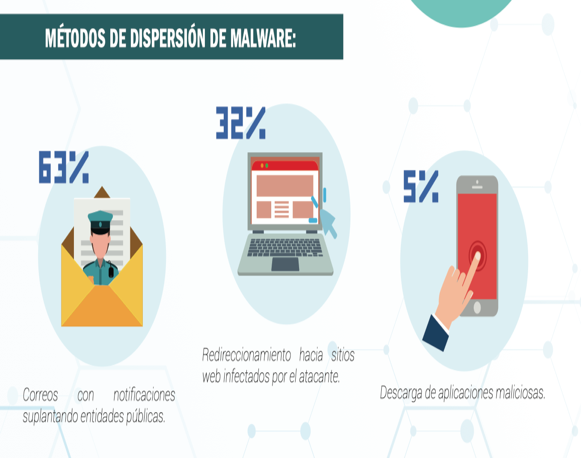 MÉTODOS DE DISPERSIÓN DE MALWARE:
63%
Correos con notificaciones
suplantando entidades públicas.
32%
Redireccionamiento hacia sitios
web infectados por el atacante.
5%
Descarga de aplicaciones maliciosas.